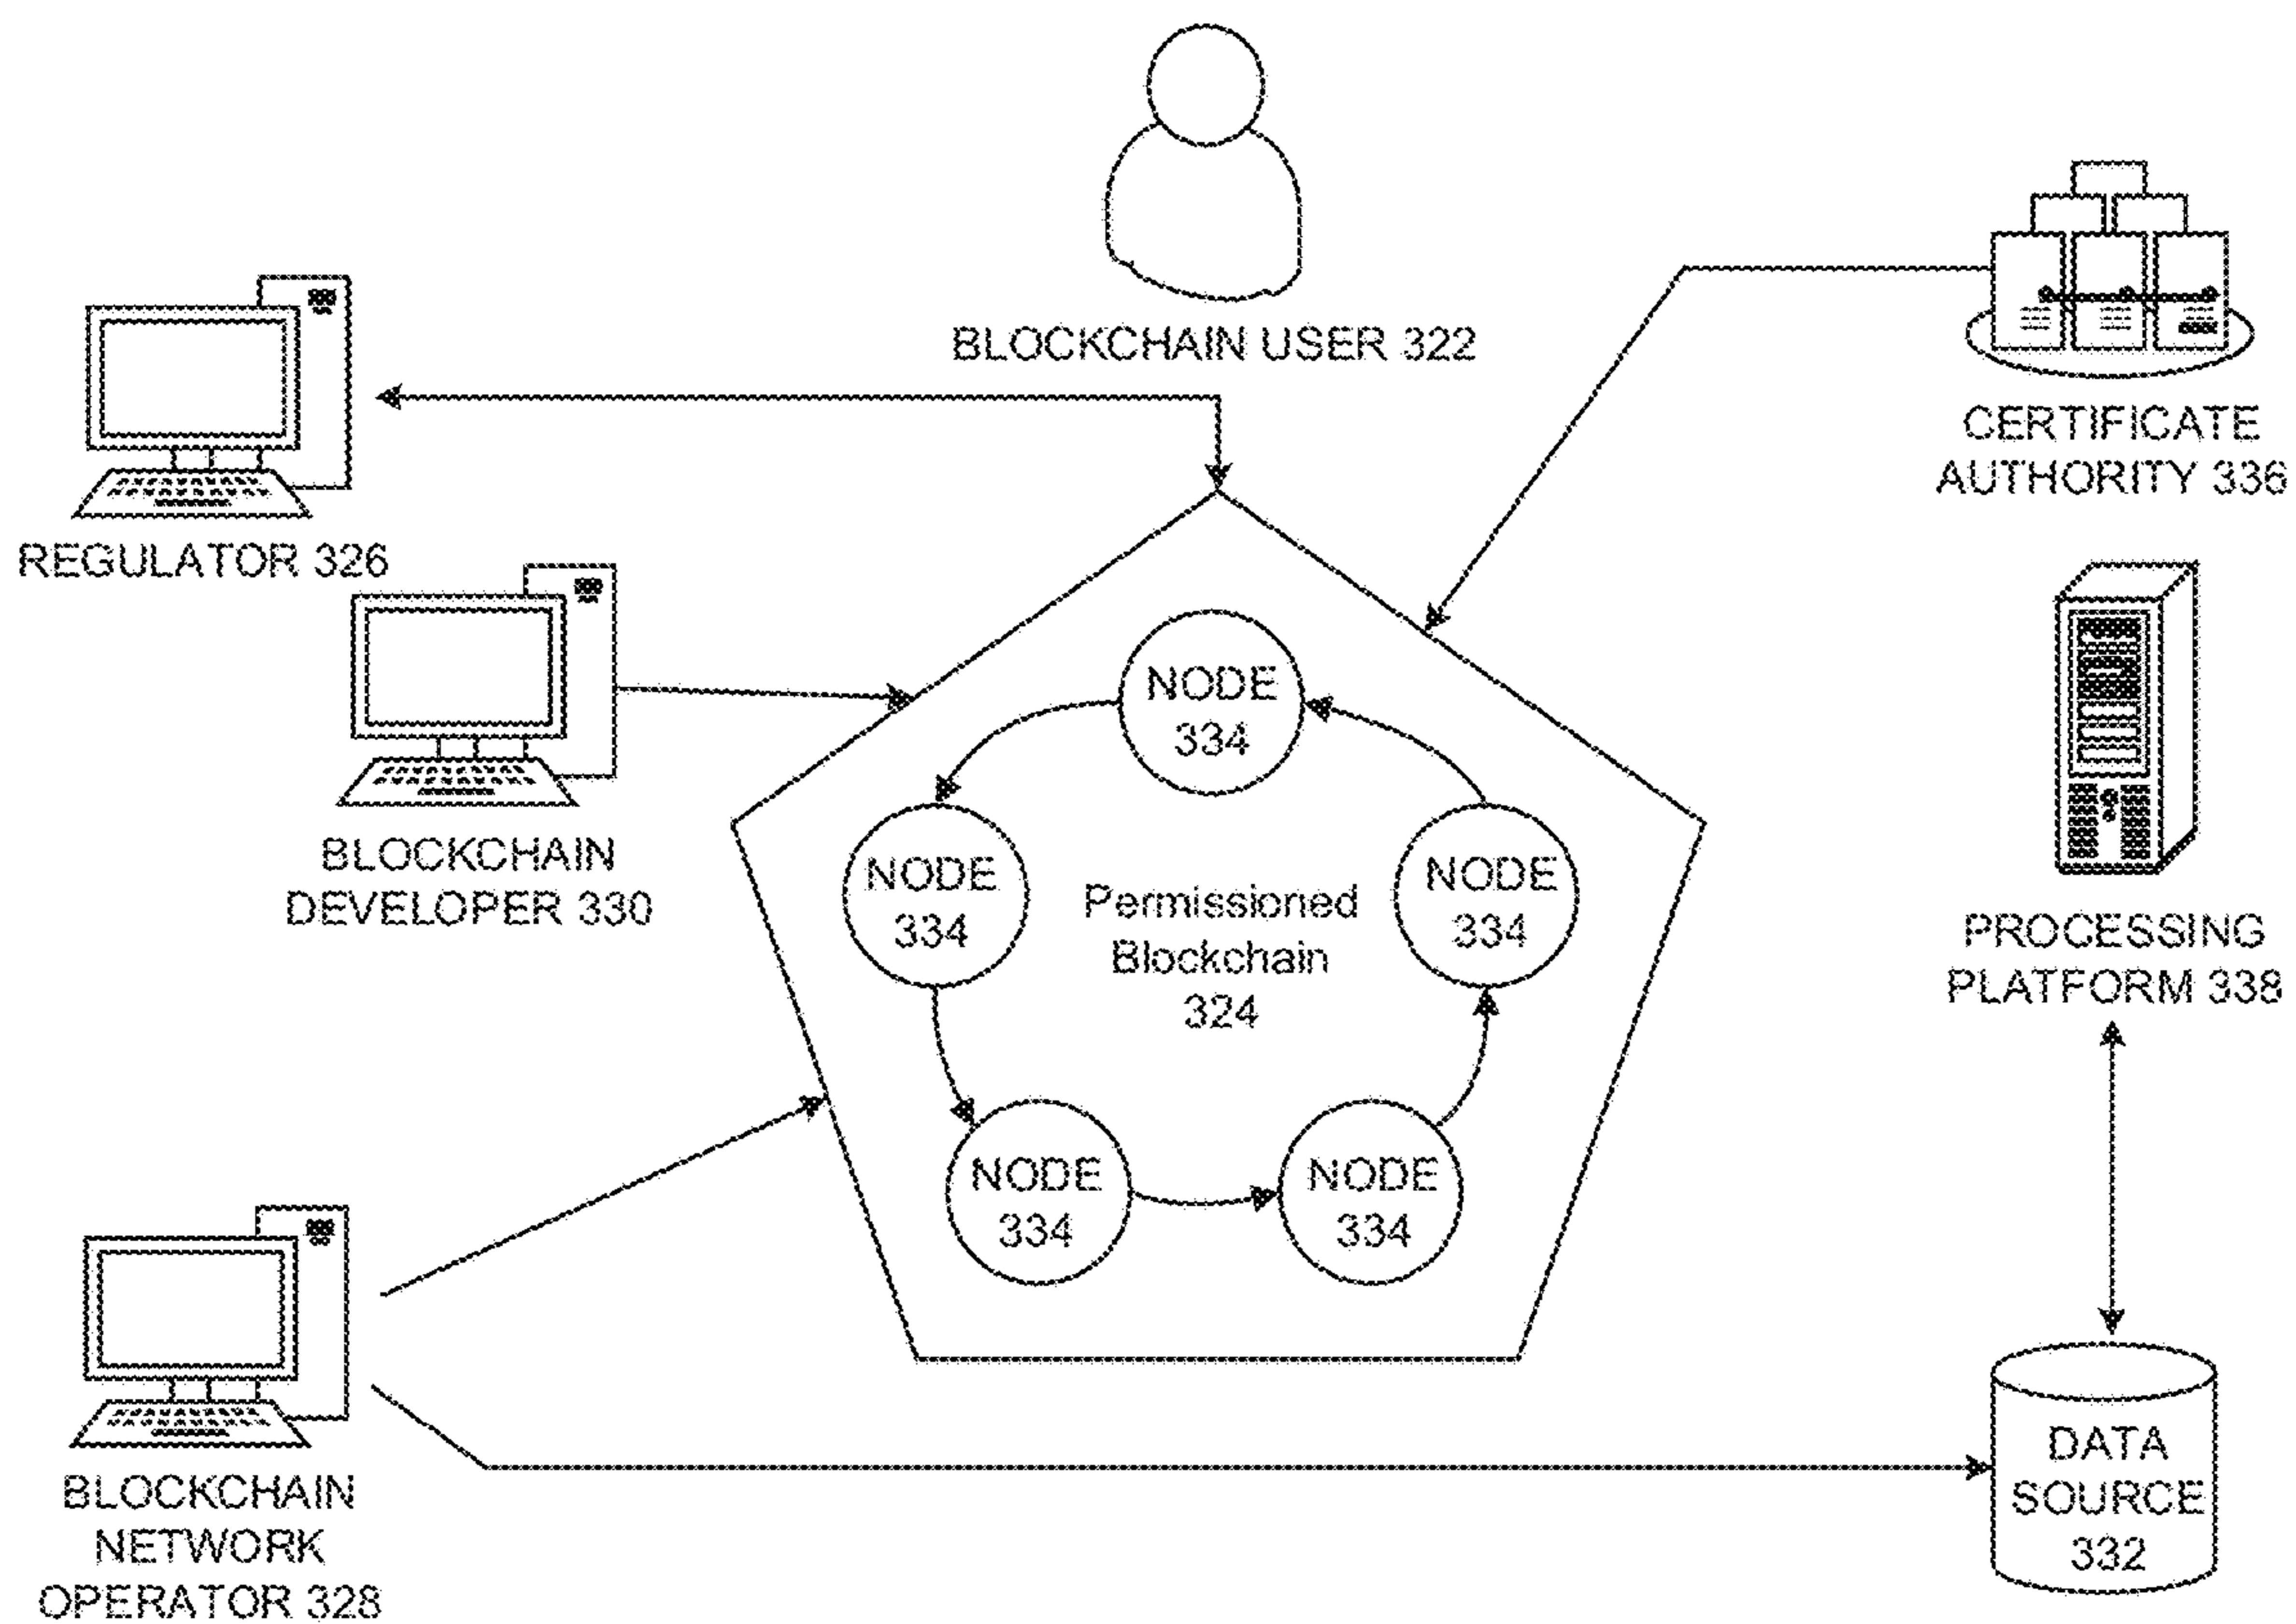 BLOCKCHAIN USER 322
CERTIFICATE
AUTHORITY 336
REGULATOR 326
BLOCKCHAIN
DEVELOPER 330
NODE
334
NODE
334
Permissioned
Blockchain
324
NODE
334
PROCESSING
PLATFORM 338
NODE
334
NODE
334
BLOCKCHAIN
NETWORK
OPERATOR 328
DATA
SOURCE
332